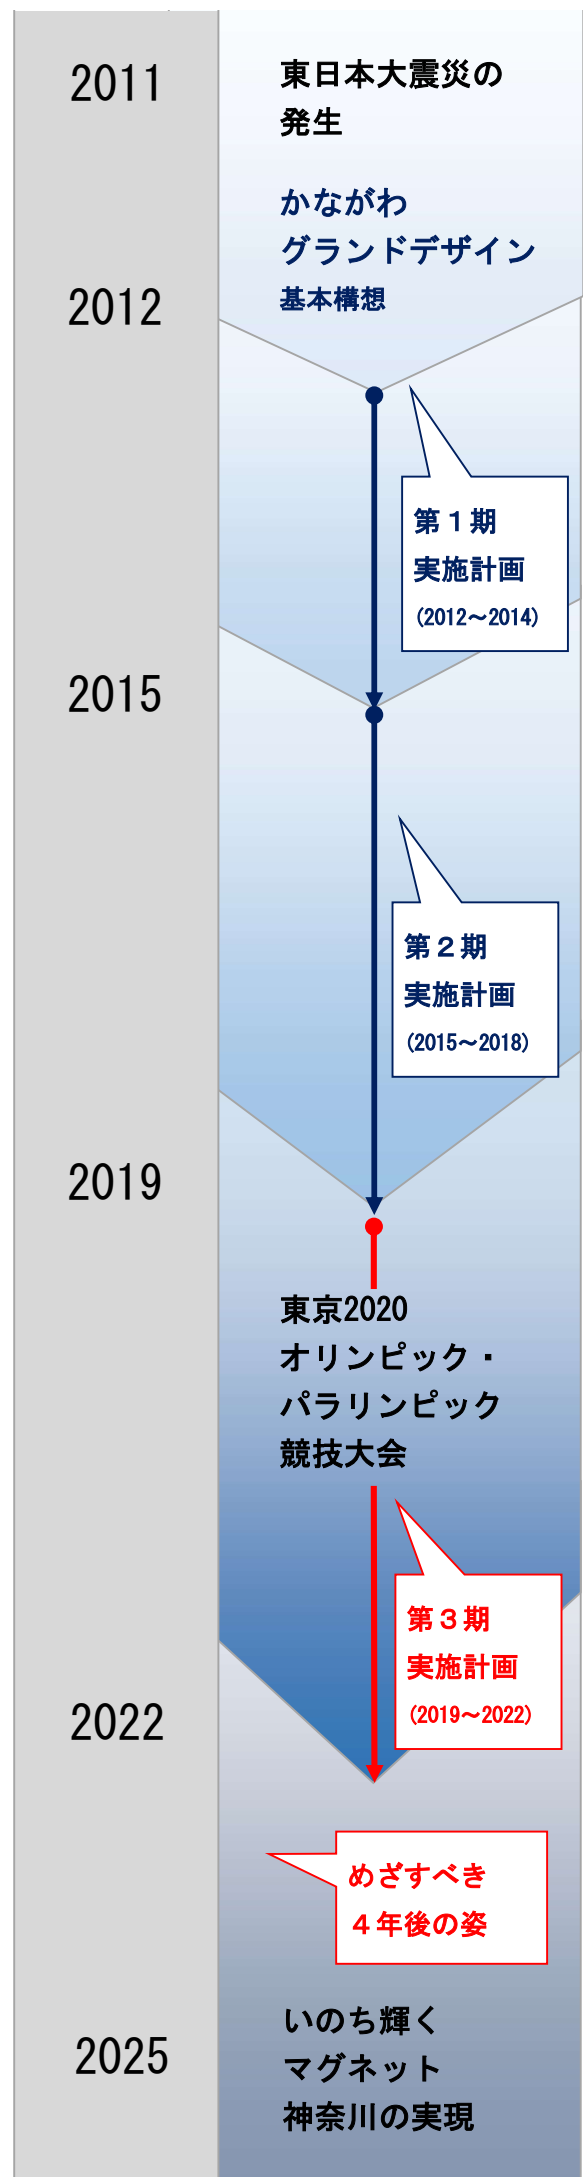 2011
東日本大震災の
発生
かながわ
グランドデザイン
基本構想
2012
第１期
実施計画
(2012～2014)
2015
第２期
実施計画
(2015～2018)
2019
東京2020
オリンピック・
パラリンピック
競技大会
第３期
実施計画
(2019～2022)
2022
めざすべき
４年後の姿
いのち輝く
マグネット
神奈川の実現
2025